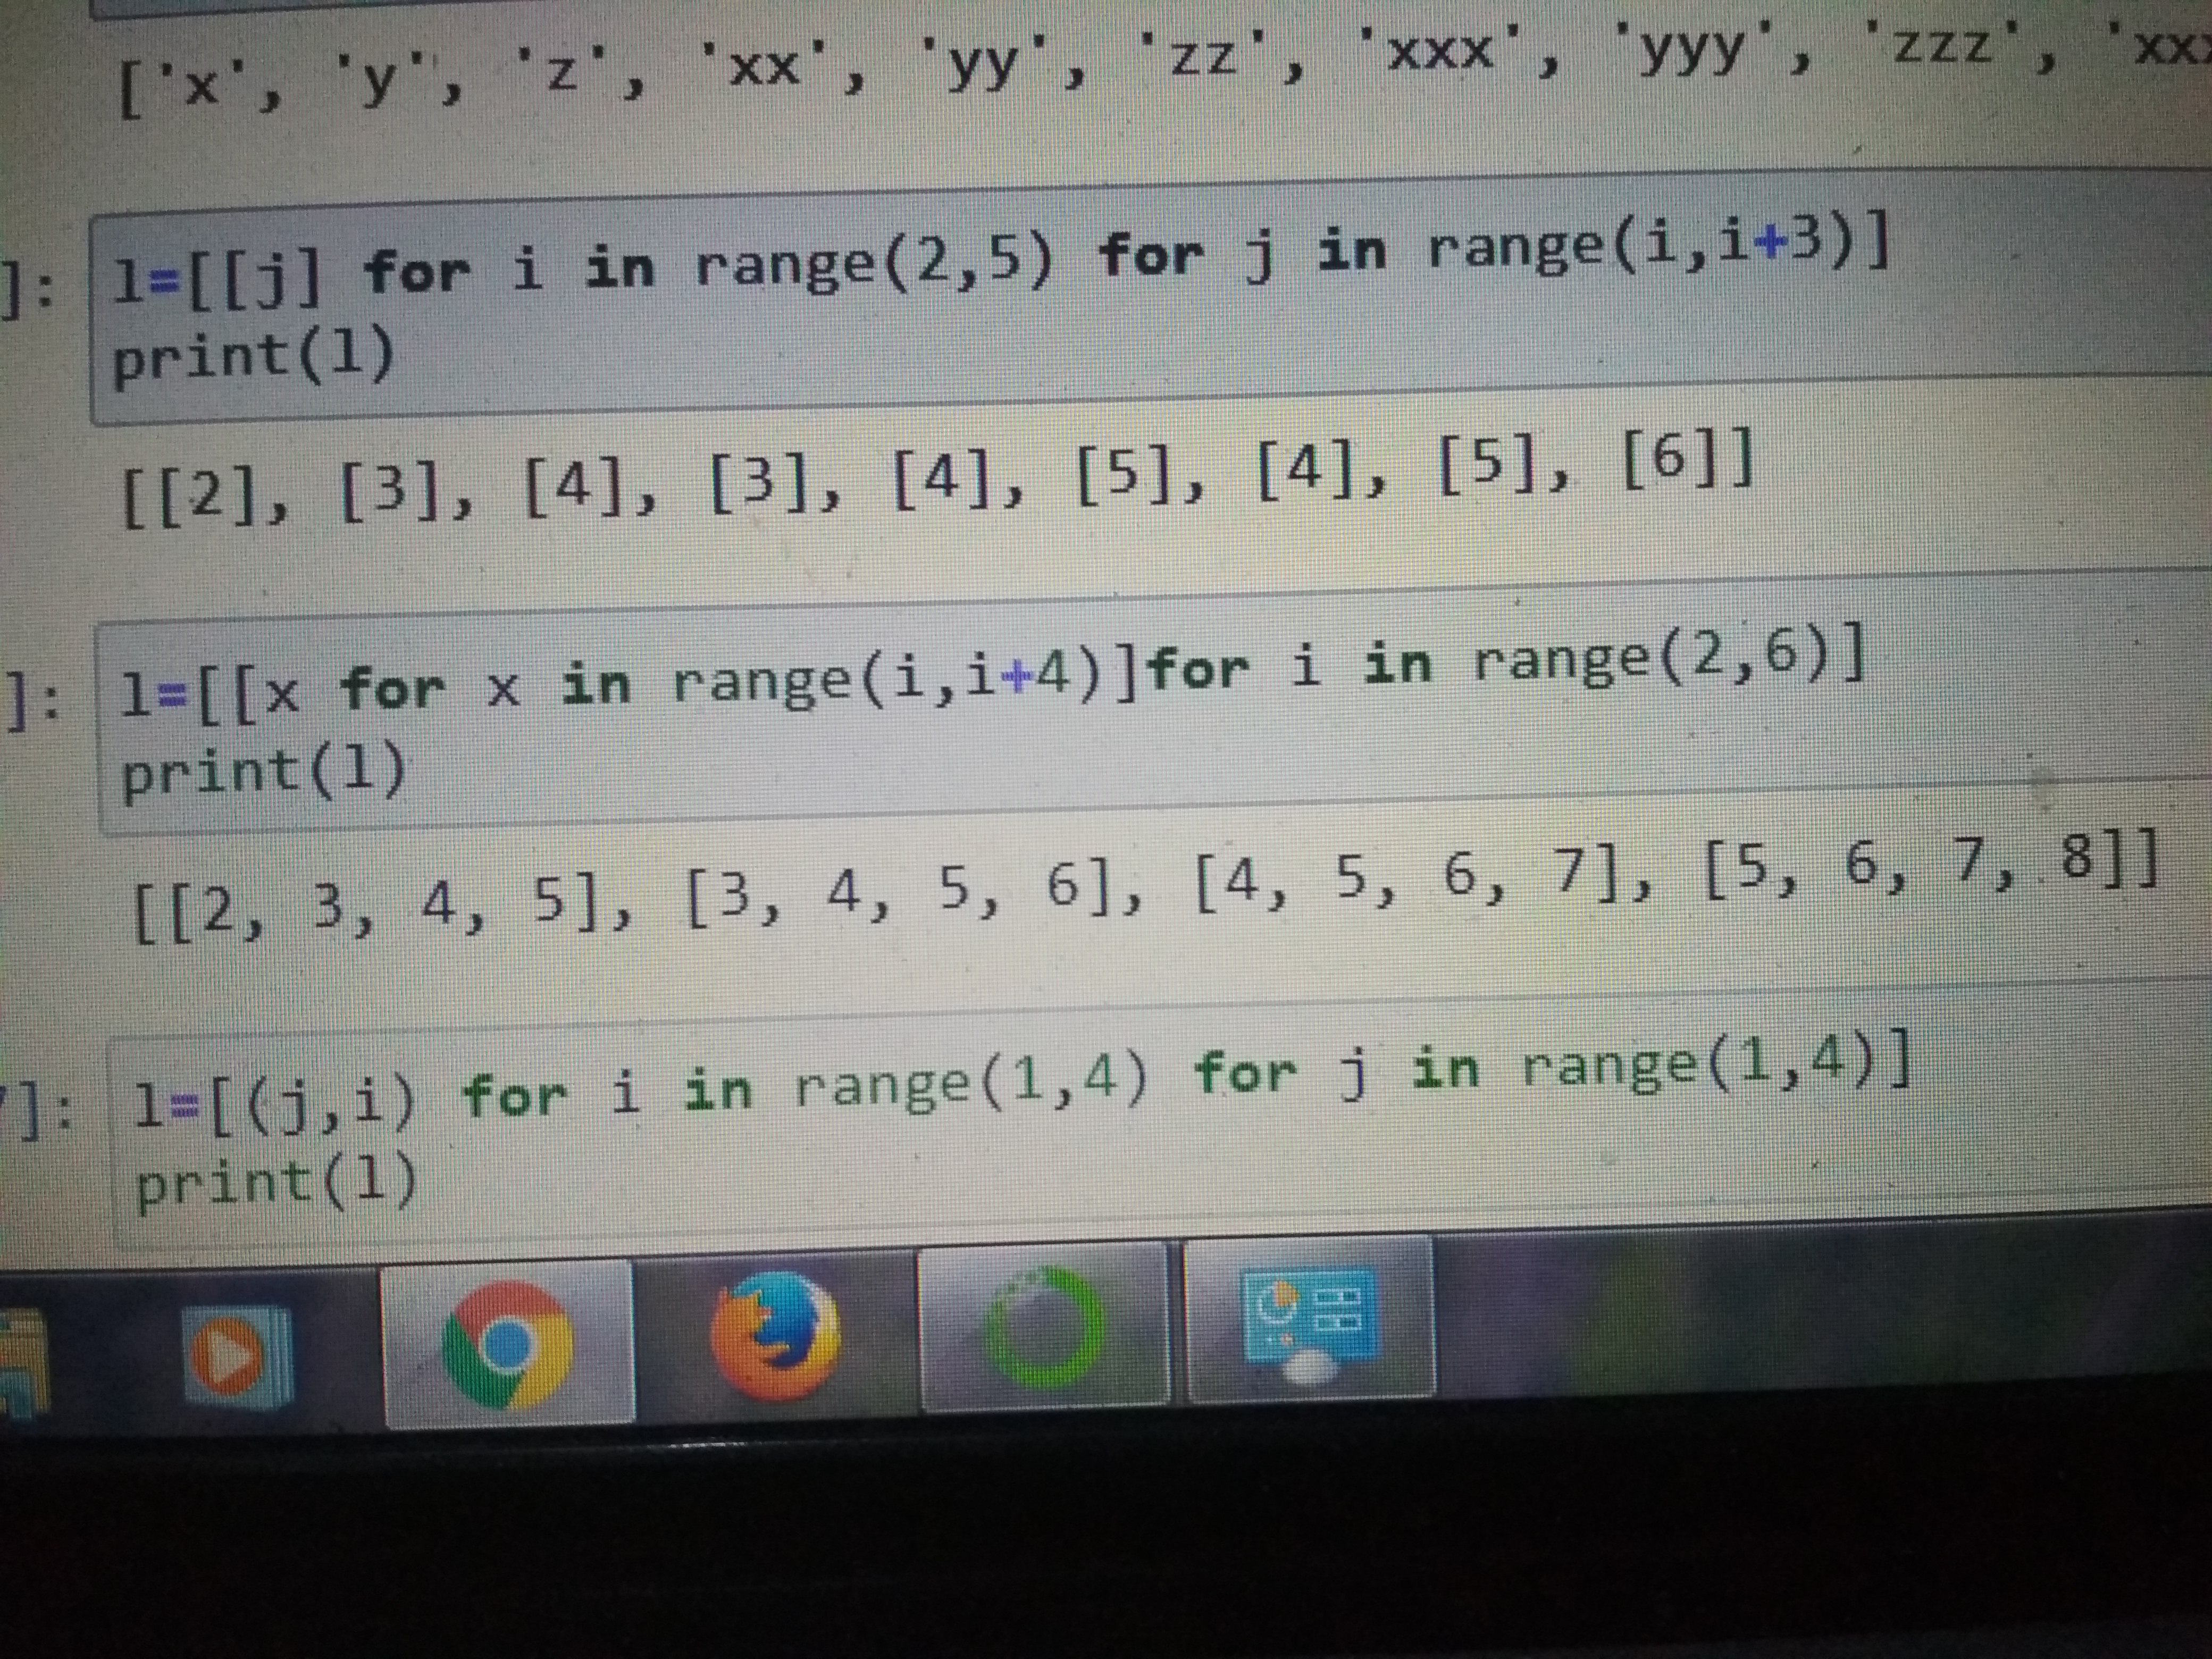 ['x', 'y', 'z', 'xx', 'yy', 'zz', 'xxx', 'yyy', 'zzz', 'xxx
]: l=[[j] for i in range(2,5) for j in range(i,i+3)]
print(l)
[[2], [3], [4], [3], [4], [5], [4], [5], [6]]
]: l=[[x for x in range(i,i+4)]for i in range(2,6)]
print(l)
[[2, 3, 4, 5], [3, 4, 5, 6], [4, 5, 6, 7], [5, 6, 7, 8]]
]: l=[(j,i) for i in range(1,4) for j in range(1,4)]
print(l)